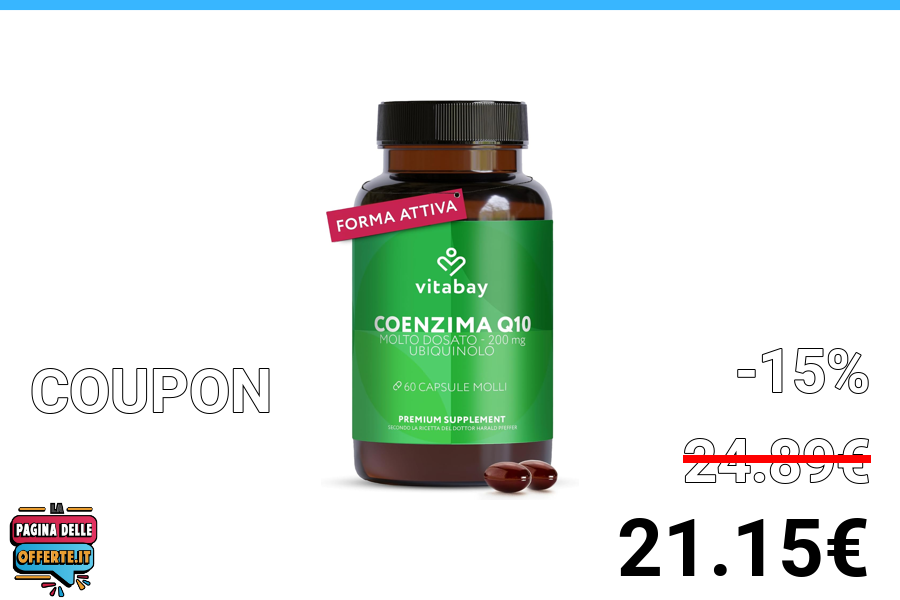 FORMA ATTIVA
vitabay
COENZIMA Q10
MOLTO DOSATO - 200 mg
UBIQUINOLO
60 CAPSULE MOLLI
PREMIUM SUPPLEMENT
SECONDO LA RICETTA DEL DOTTOR HARALD PFEIFFER
COUPON
-15%
24.89€
21.15€
LA
PAGINA DELLE
OFFERTE.IT